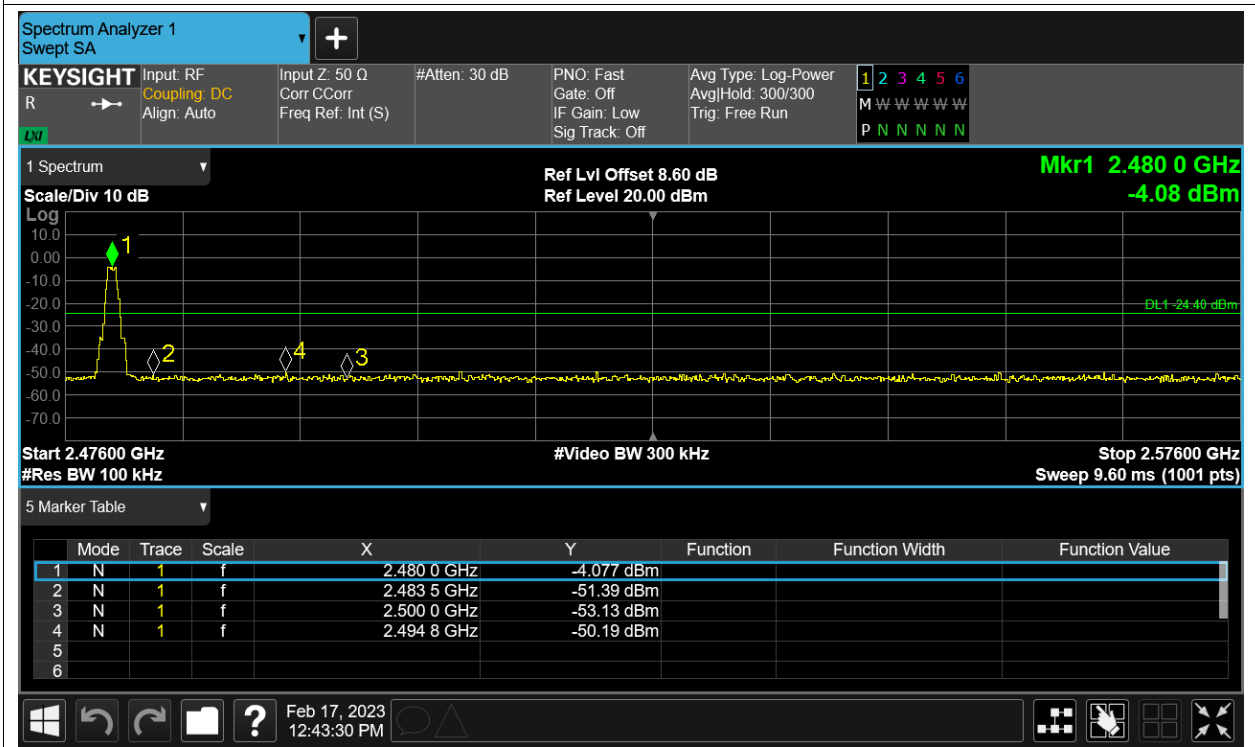 Spectrum Analyzer 1
Swept SA
KEYSIGHT
R
LXI
Input: RF
Coupling: DC
Align: Auto
Input Z: 50 Ω
Corr CCorr
Freq Ref: Int (S)
#Atten: 30 dB
PNO: Fast
Gate: Off
IF Gain: Low
Sig Track: Off
Avg Type: Log-Power
Avg|Hold: 300/300
Trig: Free Run
1 2 3 4 5 6
M W W W W W
P N N N N N
1 Spectrum
Scale/Div 10 dB
Ref Lvl Offset 8.60 dB
Ref Level 20.00 dBm
Mkr1 2.480 0 GHz
-4.08 dBm
Log
10.0
0.00
-10.0
-20.0
-30.0
-40.0
-50.0
-60.0
-70.0
1
2
4
3
DL1 -24.40 dBm
Start 2.47600 GHz
#Res BW 100 kHz
#Video BW 300 kHz
Stop 2.57600 GHz
Sweep 9.60 ms (1001 pts)
5 Marker Table
Mode Trace Scale X Y Function Function Width Function Value
1 N 1 f 2.480 0 GHz -4.077 dBm
2 N 1 f 2.483 5 GHz -51.39 dBm
3 N 1 f 2.500 0 GHz -53.13 dBm
4 N 1 f 2.494 8 GHz -50.19 dBm
5
6
?
Feb 17, 2023
12:43:30 PM